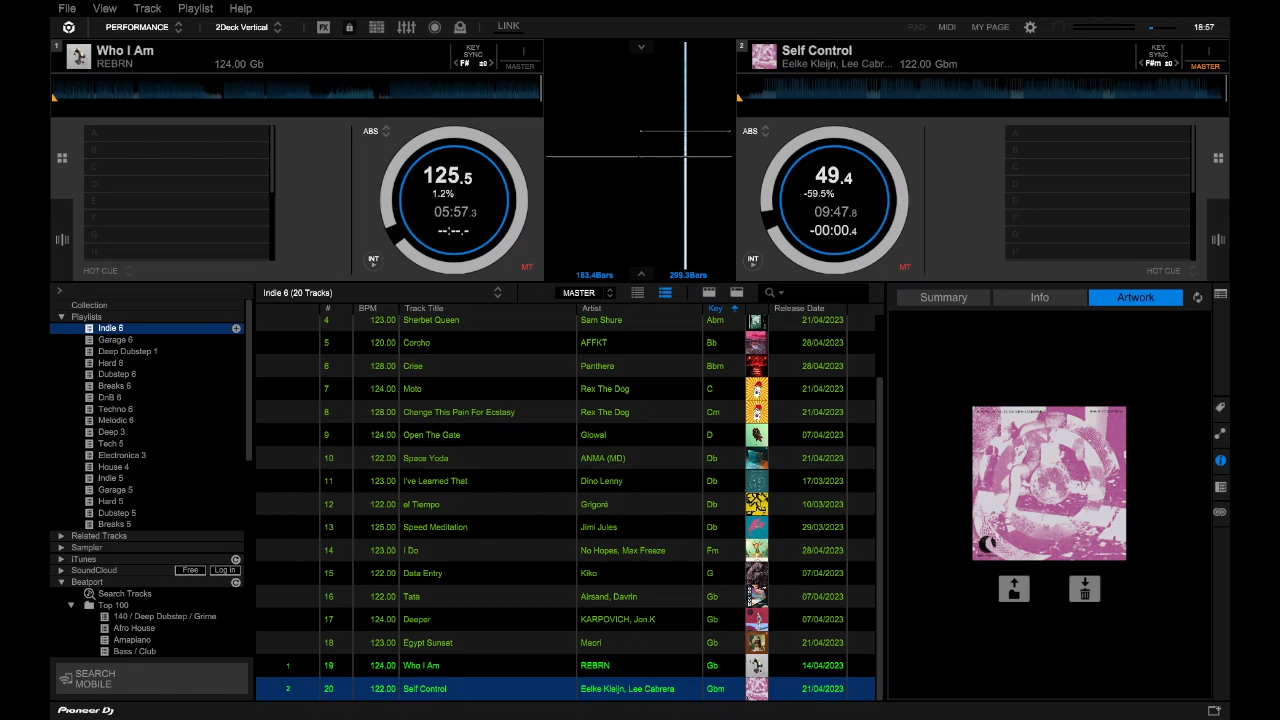 File View Track Playlist Help
PERFORMANCE 2Deck Vertical FX LINK PAD MIDI MY PAGE 18:57
1 Who I Am
REBRN 124.00 Gb
KEY SYNC
F# ±0 MASTER
2 Self Control
Eelke Kleijn, Lee Cabr... 122.00 Gbm
KEY SYNC
F#m ±0 MASTER
A
B
C
D
E
F
G
H
HOT CUE
ABS
125.5
1.2%
05:57.3
--:--.-
INT
MT
183.4Bars 299.3Bars
ABS
49.4
-59.5%
09:47.8
-00:00.4
INT
MT
A
B
C
D
E
F
G
H
HOT CUE
Collection
Playlists
Indie 6
Garage 6
Deep Dubstep 1
Hard 6
Dubstep 6
Breaks 6
DnB 6
Techno 6
Melodic 6
Deep 3
Tech 5
Electronica 3
House 4
Indie 5
Garage 5
Hard 5
Dubstep 5
Breaks 5
Related Tracks
Sampler
iTunes
SoundCloud Free Log In
Beatport
Search Tracks
Top 100
140 / Deep Dubstep / Grime
Afro House
Amapiano
Bass / Club
SEARCH
MOBILE
Indie 6 (20 Tracks) MASTER
# BPM Track Title Artist Key Release Date
4 123.00 Sherbet Queen Sam Shure Abm 21/04/2023
5 120.00 Corcho AFFKT Bb 28/04/2023
6 128.00 Crise Panthera Bbm 28/04/2023
7 124.00 Moto Rex The Dog C 21/04/2023
8 128.00 Change This Pain For Ecstasy Rex The Dog Cm 21/04/2023
9 124.00 Open The Gate Glowal D 07/04/2023
10 122.00 Space Yoda ANMA (MD) Db 07/04/2023
11 123.00 I've Learned That Dino Lenny Db 17/03/2023
12 122.00 el Tiempo Grigoré Db 10/03/2023
13 125.00 Speed Meditation Jimi Jules Db 29/03/2023
14 123.00 I Do No Hopes, Max Freeze Fm 28/04/2023
15 122.00 Data Entry Kiko G 07/04/2023
16 122.00 Tata Airsand, Davrin Gb 07/04/2023
17 124.00 Deeper KARPOVICH, Jon.K Gb 07/04/2023
18 123.00 Egypt Sunset Maori Gb 21/04/2023
1 19 124.00 Who I Am REBRN Gb 14/04/2023
2 20 122.00 Self Control Eelke Kleijn, Lee Cabrera Gbm 21/04/2023
Summary Info Artwork
Pioneer Dj